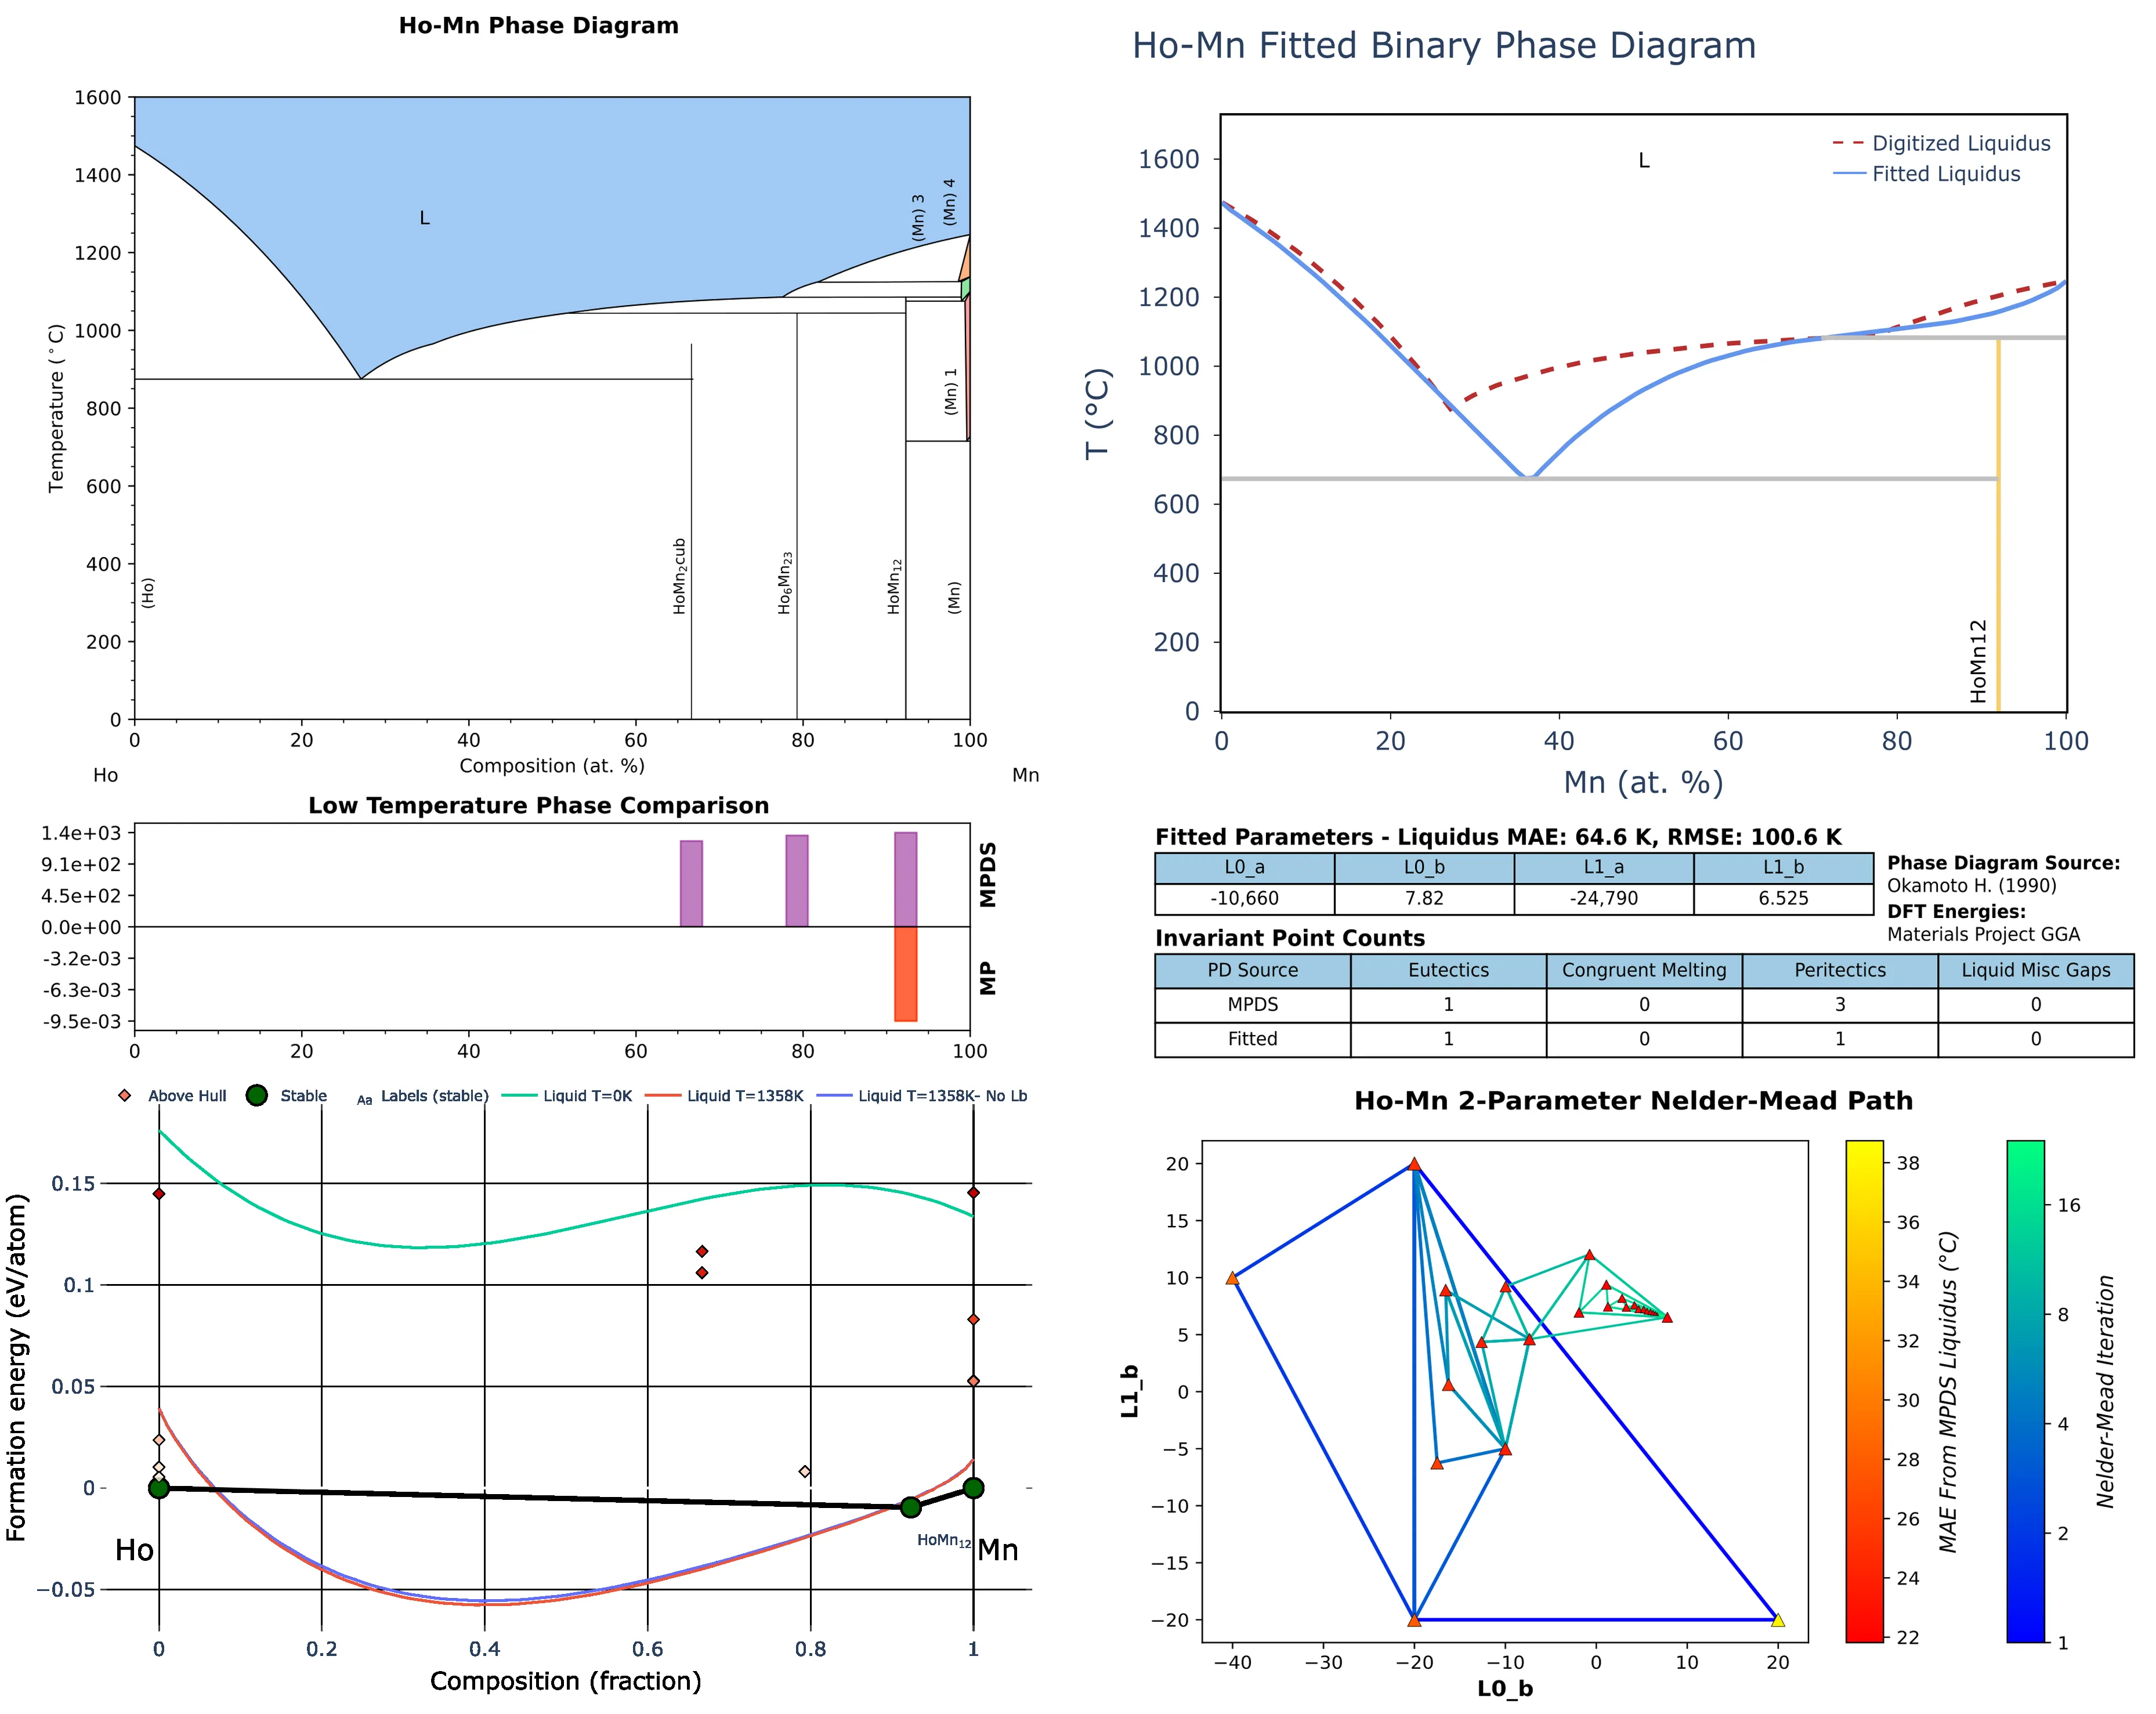 Ho-Mn Phase Diagram
1600
1400
1200
1000
800
600
400
200
0
Temperature (°C)
L
(Mn) 3
(Mn) 4
(Mn) 1
(Ho)
HoMn₂cub
Ho₆Mn₂₃
HoMn₁₂
(Mn)
0 20 40 60 80 100
Composition (at. %)
Ho Mn
Ho-Mn Fitted Binary Phase Diagram
L
Digitized Liquidus
Fitted Liquidus
1600
1400
1200
1000
800
600
400
200
0
T (°C)
HoMn12
0 20 40 60 80 100
Mn (at. %)
Low Temperature Phase Comparison
1.4e+03
9.1e+02
4.5e+02
0.0e+00
-3.2e-03
-6.3e-03
-9.5e-03
MPDS
MP
0 20 40 60 80 100
Fitted Parameters - Liquidus MAE: 64.6 K, RMSE: 100.6 K
L0_a L0_b L1_a L1_b
-10,660 7.82 -24,790 6.525
Phase Diagram Source:
Okamoto H. (1990)
DFT Energies:
Materials Project GGA
Invariant Point Counts
PD Source Eutectics Congruent Melting Peritectics Liquid Misc Gaps
MPDS 1 0 3 0
Fitted 1 0 1 0
Above Hull Stable Aa Labels (stable) Liquid T=0K Liquid T=1358K Liquid T=1358K- No Lb
0.15
0.1
0.05
0
−0.05
Formation energy (eV/atom)
Ho
HoMn₁₂
Mn
0 0.2 0.4 0.6 0.8 1
Composition (fraction)
Ho-Mn 2-Parameter Nelder-Mead Path
20
15
10
5
0
−5
−10
−15
−20
L1_b
−40 −30 −20 −10 0 10 20
L0_b
38
36
34
32
30
28
26
24
22
MAE From MPDS Liquidus (°C)
16
8
4
2
1
Nelder-Mead Iteration